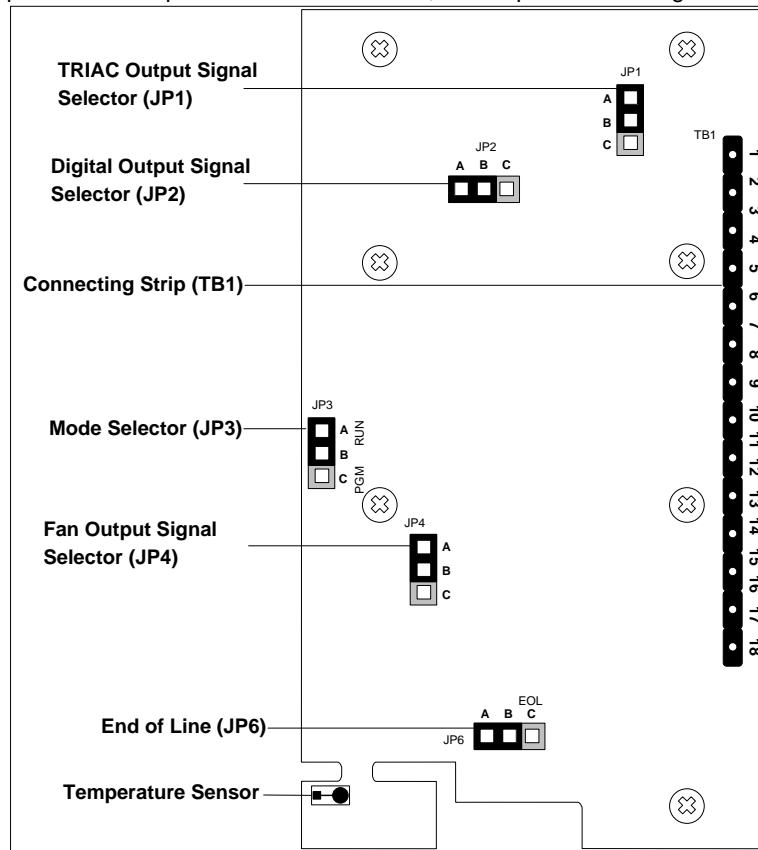 TRIAC Output Signal
Selector (JP1)
JP1
A
B
C
TB1
Digital Output Signal
Selector (JP2)
JP2
A B C
Connecting Strip (TB1)
1
2
3
4
5
6
7
8
9
10
11
12
13
14
15
16
17
18
Mode Selector (JP3)
JP3
A RUN
B
C PGM
Fan Output Signal
Selector (JP4)
JP4
A
B
C
End of Line (JP6)
EOL
A B C
JP6
Temperature Sensor